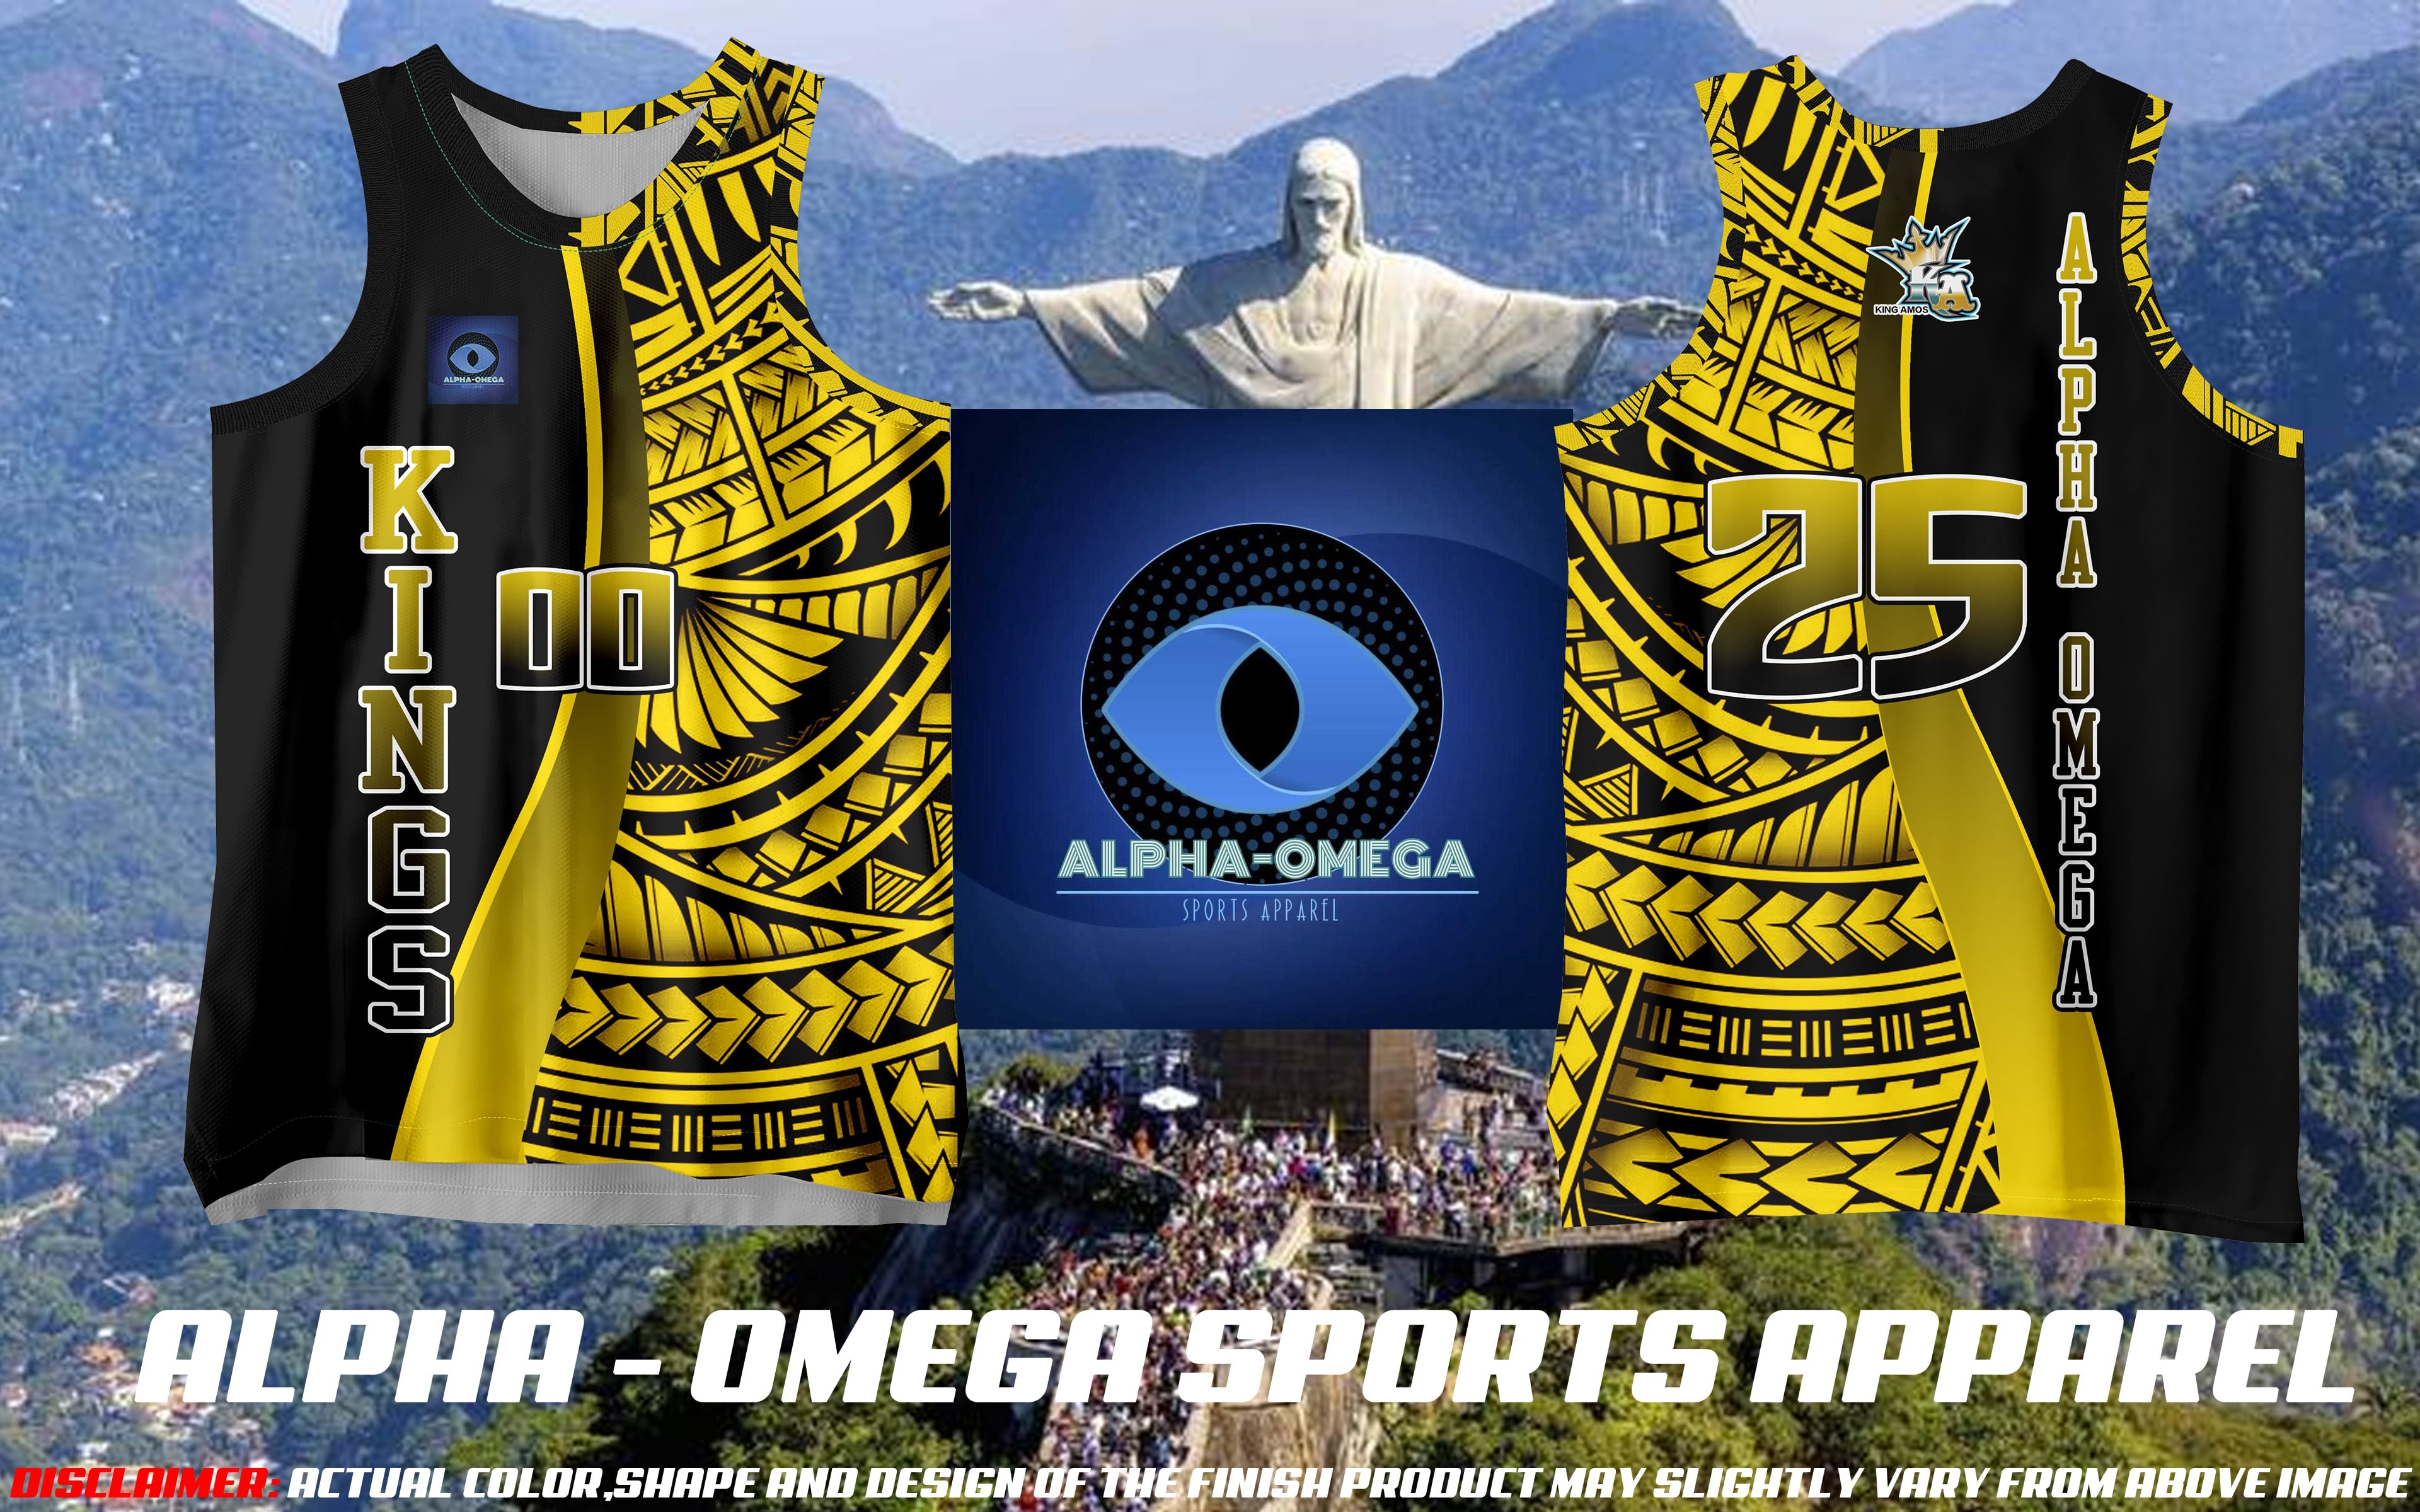 ALPHA-OMEGA
KINGS
00
KA
KING AMOS
ALPHA OMEGA
25
ALPHA-OMEGA
SPORTS APPAREL
ALPHA - OMEGA SPORTS APPAREL
DISCLAIMER: ACTUAL COLOR,SHAPE AND DESIGN OF THE FINISH PRODUCT MAY SLIGHTLY VARY FROM ABOVE IMAGE